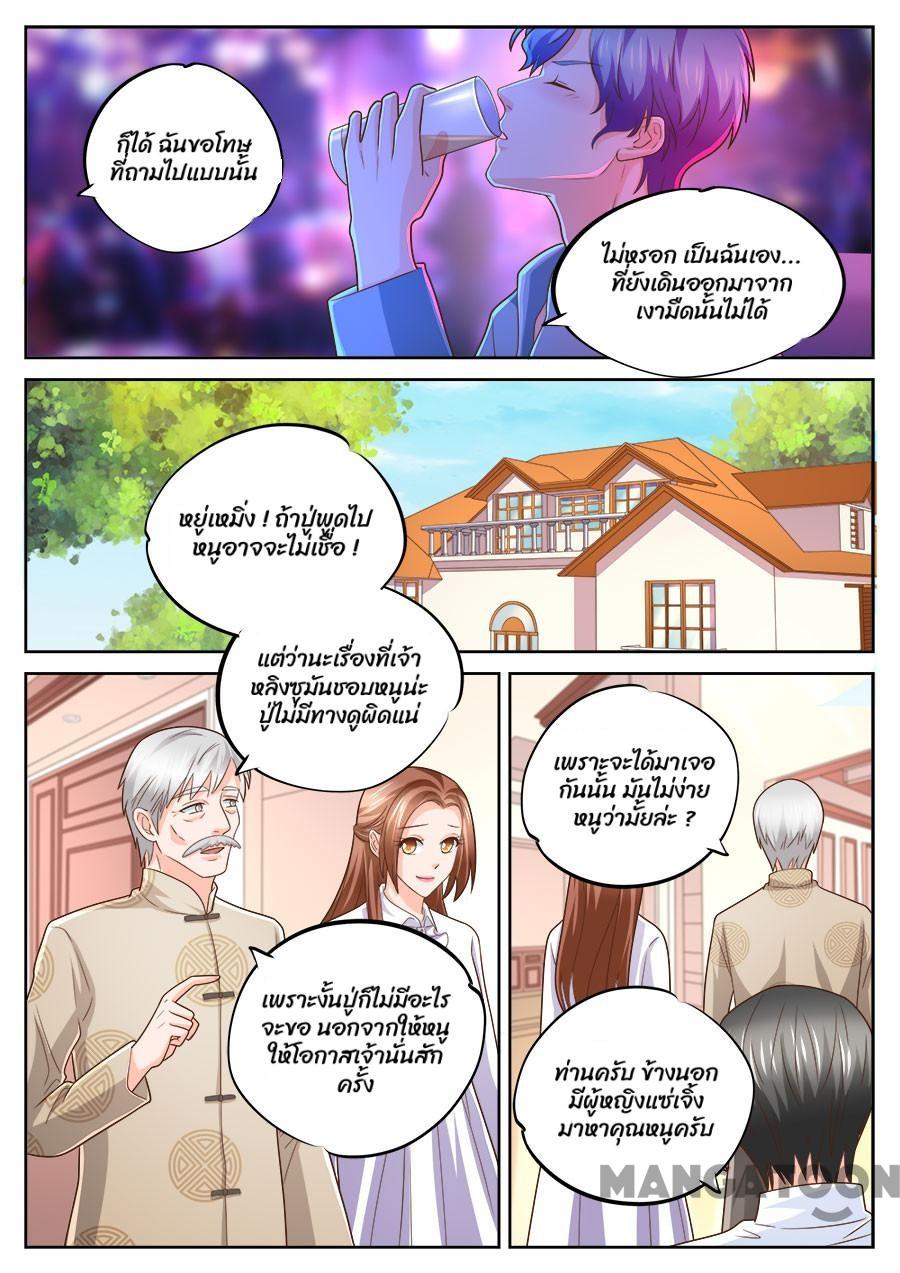 ก็ได้ ฉันขอโทษ
ที่ถามไปแบบนั้น
ไม่หรอก เป็นฉันเอง...
ที่ยังเดินออกมาจาก
เงามืดนั้นไม่ได้
หยู่เหมิ่ง ! ถ้าปู่พูดไป
หนูอาจจะไม่เชื่อ !
แต่ว่านะเรื่องที่เจ้า
หลิงซูมันชอบหนูน่ะ
ปู่ไม่มีทางดูผิดแน่
เพราะจะได้มาเจอ
กันนั้น มันไม่ง่าย
หนูว่ามั้ยล่ะ ?
เพราะงั้นปู่ก็ไม่มีอะไร
จะขอ นอกจากให้หนู
ให้โอกาสเจ้านั่นสัก
ครั้ง
ท่านครับ ข้างนอก
มีผู้หญิงแซ่เจิ้ง
มาหาคุณหนูครับ
MANGATOON